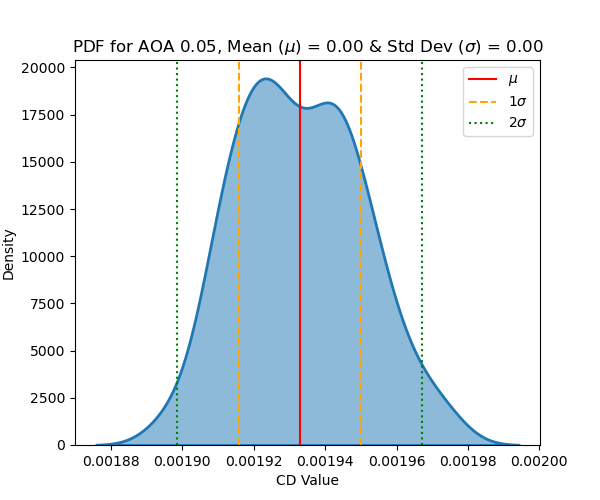 PDF for AOA 0.05, Mean (μ) = 0.00 & Std Dev (σ) = 0.00
μ
1σ
2σ
20000
17500
15000
12500
10000
7500
5000
2500
0
Density
0.00188 0.00190 0.00192 0.00194 0.00196 0.00198 0.00200
CD Value